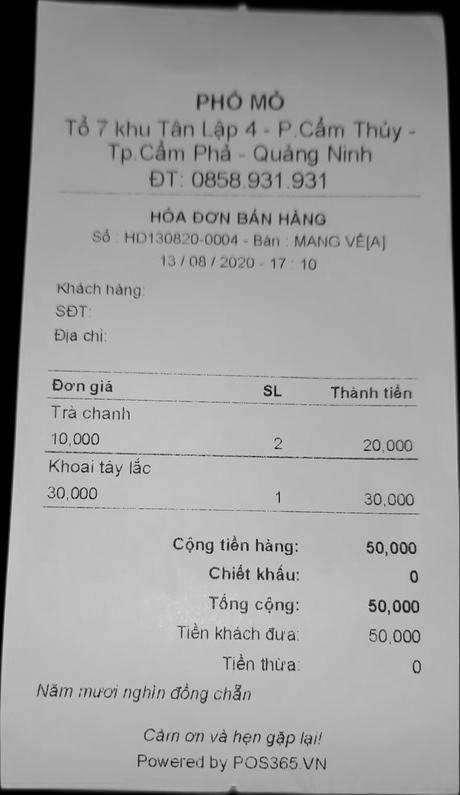 PHỐ MỎ
Tổ 7 khu Tân Lập 4 - P.Cẩm Thủy -
Tp.Cẩm Phả - Quảng Ninh
ĐT: 0858.931.931
HÓA ĐƠN BÁN HÀNG
Số : HD130820-0004 - Bàn : MANG VỀ[A]
13 / 08 / 2020 - 17 : 10
Khách hàng:
SĐT:
Địa chỉ:
Đơn giá SL Thành tiền
Trà chanh
10,000 2 20,000
Khoai tây lắc
30,000 1 30,000
Cộng tiền hàng: 50,000
Chiết khấu: 0
Tổng cộng: 50,000
Tiền khách đưa: 50,000
Tiền thừa: 0
Năm mươi nghìn đồng chẵn
Cảm ơn và hẹn gặp lại!
Powered by POS365.VN